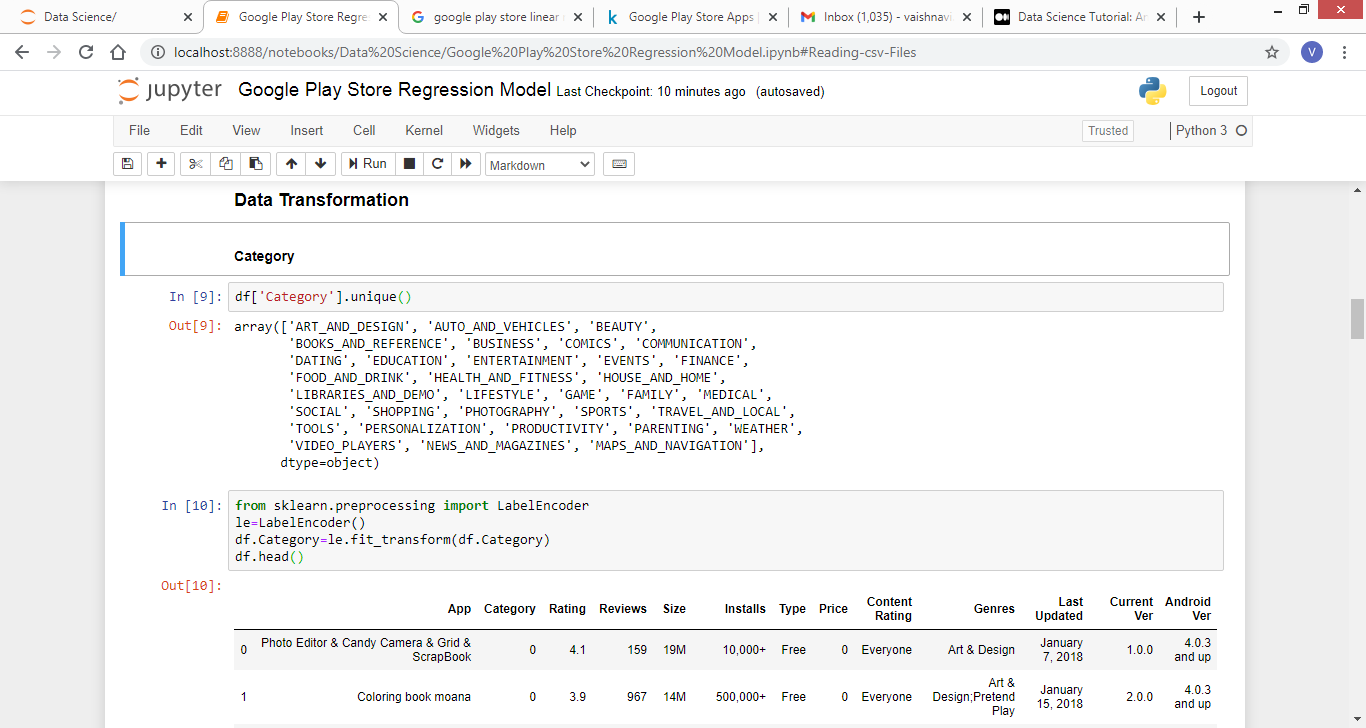 Data Science/
Google Play Store Regre
google play store linear
Google Play Store Apps
Inbox (1,035) - vaishnav
Data Science Tutorial: A
localhost:8888/notebooks/Data%20Science/Google%20Play%20Store%20Regression%20Model.ipynb#Reading-csv-Files
V
jupyter Google Play Store Regression Model Last Checkpoint: 10 minutes ago (autosaved)
Logout
File Edit View Insert Cell Kernel Widgets Help
Trusted
Python 3
Run
Markdown
Data Transformation
Category
In [9]: df['Category'].unique()
Out[9]: array(['ART_AND_DESIGN', 'AUTO_AND_VEHICLES', 'BEAUTY',
'BOOKS_AND_REFERENCE', 'BUSINESS', 'COMICS', 'COMMUNICATION',
'DATING', 'EDUCATION', 'ENTERTAINMENT', 'EVENTS', 'FINANCE',
'FOOD_AND_DRINK', 'HEALTH_AND_FITNESS', 'HOUSE_AND_HOME',
'LIBRARIES_AND_DEMO', 'LIFESTYLE', 'GAME', 'FAMILY', 'MEDICAL',
'SOCIAL', 'SHOPPING', 'PHOTOGRAPHY', 'SPORTS', 'TRAVEL_AND_LOCAL',
'TOOLS', 'PERSONALIZATION', 'PRODUCTIVITY', 'PARENTING', 'WEATHER',
'VIDEO_PLAYERS', 'NEWS_AND_MAGAZINES', 'MAPS_AND_NAVIGATION'],
dtype=object)
In [10]: from sklearn.preprocessing import LabelEncoder
le=LabelEncoder()
df.Category=le.fit_transform(df.Category)
df.head()
Out[10]:
App Category Rating Reviews Size Installs Type Price Content Rating Genres Last Updated Current Ver Android Ver
0 Photo Editor & Candy Camera & Grid & ScrapBook 0 4.1 159 19M 10,000+ Free 0 Everyone Art & Design January 7, 2018 1.0.0 4.0.3 and up
1 Coloring book moana 0 3.9 967 14M 500,000+ Free 0 Everyone Art & Design;Pretend Play January 15, 2018 2.0.0 4.0.3 and up